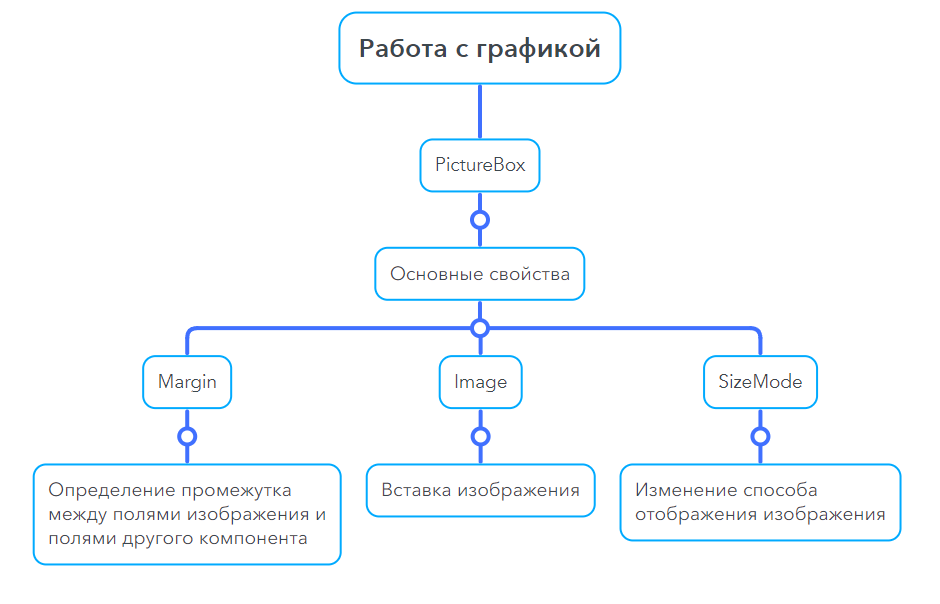 Работа с графикой
PictureBox
Основные свойства
Margin
Image
SizeMode
Определение промежутка
между полями изображения и
полями другого компонента
Вставка изображения
Изменение способа
отображения изображения